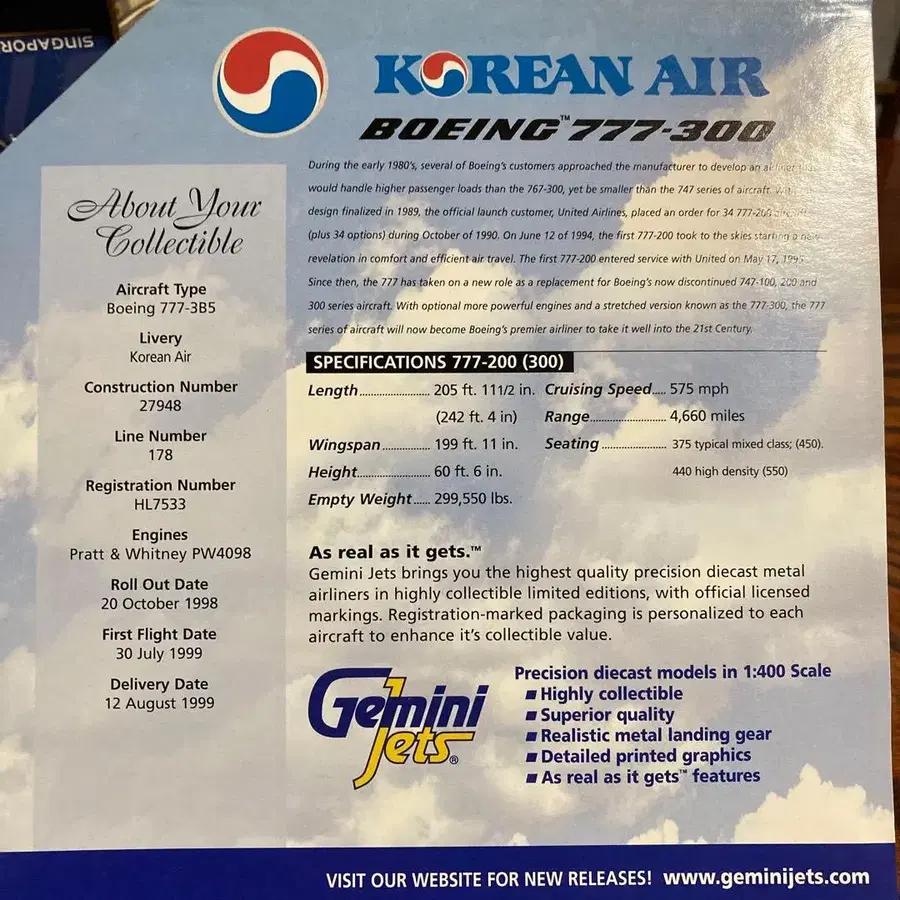 SINGAPOR
KOREAN AIR
BOEING™ 777-300
During the early 1980's, several of Boeing's customers approached the manufacturer to develop an airliner that
would handle higher passenger loads than the 767-300, yet be smaller than the 747 series of aircraft. With
design finalized in 1989, the official launch customer, United Airlines, placed an order for 34 777-200 aircraft
(plus 34 options) during October of 1990. On June 12 of 1994, the first 777-200 took to the skies starting a new
revelation in comfort and efficient air travel. The first 777-200 entered service with United on May 17, 1995.
Since then, the 777 has taken on a new role as a replacement for Boeing's now discontinued 747-100, 200 and
300 series aircraft. With optional more powerful engines and a stretched version known as the 777-300, the 777
series of aircraft will now become Boeing's premier airliner to take it well into the 21st Century.
About Your
Collectible
Aircraft Type
Boeing 777-3B5
Livery
Korean Air
Construction Number
27948
Line Number
178
Registration Number
HL7533
Engines
Pratt & Whitney PW4098
Roll Out Date
20 October 1998
First Flight Date
30 July 1999
Delivery Date
12 August 1999
SPECIFICATIONS 777-200 (300)
Length........................ 205 ft. 11 1/2 in. Cruising Speed..... 575 mph
(242 ft. 4 in) Range.......................... 4,660 miles
Wingspan................ 199 ft. 11 in. Seating...................... 375 typical mixed class; (450).
Height........................ 60 ft. 6 in. 440 high density (550)
Empty Weight...... 299,550 lbs.
As real as it gets.™
Gemini Jets brings you the highest quality precision diecast metal
airliners in highly collectible limited editions, with official licensed
markings. Registration-marked packaging is personalized to each
aircraft to enhance it's collectible value.
Gemini
Jets®
Precision diecast models in 1:400 Scale
■ Highly collectible
■ Superior quality
■ Realistic metal landing gear
■ Detailed printed graphics
■ As real as it gets™ features
VISIT OUR WEBSITE FOR NEW RELEASES! www.geminijets.com